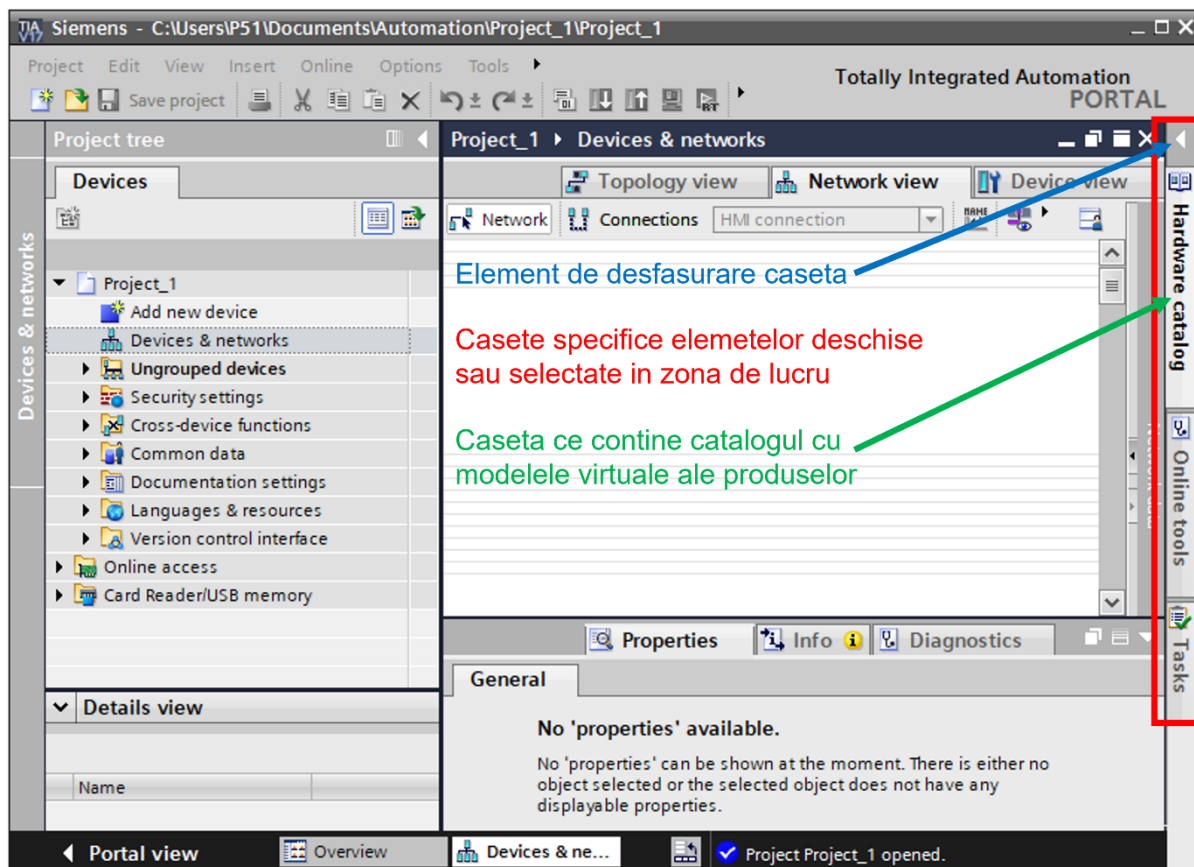 TIA
V17
Siemens - C:\Users\P51\Documents\Automation\Project_1\Project_1
Project Edit View Insert Online Options Tools
Totally Integrated Automation
PORTAL
Save project
RT
Project tree
Project_1 Devices & networks
Devices
Topology view Network view Device view
Network Connections HMI connection
Devices & networks
Project_1
Add new device
Devices & networks
Ungrouped devices
Security settings
Cross-device functions
Common data
Documentation settings
Languages & resources
Version control interface
Online access
Card Reader/USB memory
Element de desfasurare caseta
Casete specifice elemetelor deschise
sau selectate in zona de lucru
Caseta ce contine catalogul cu
modelele virtuale ale produselor
Hardware catalog
Online tools
Tasks
Properties Info Diagnostics
General
Details view
Name
No 'properties' available.
No 'properties' can be shown at the moment. There is either no
object selected or the selected object does not have any
displayable properties.
Portal view Overview Devices & ne... Project Project_1 opened.